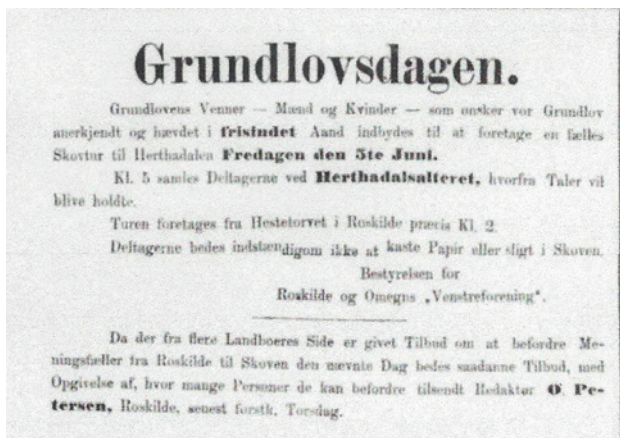 Grundlovsdagen.
Grundlovens Venner — Mænd og Kvinder — som ønsker vor Grundlov
anerkjendt og hævdet i frisindet Aand indbydes til at foretage en fælles
Skovtur til Herthadalen Fredagen den 5te Juni.
Kl. 5 samles Deltagerne ved Herthadalsalteret, hvorfra Taler vil
blive holdte.
Turen foretages fra Hestetorvet i Roskilde præcis Kl. 2.
Deltagerne bedes indstændigom ikke at kaste Papir eller sligt i Skoven.
Bestyrelsen for
Roskilde og Omegns „Venstreforening“.
Da der fra flere Landboeres Side er givet Tilbud om at befordre Me-
ningsfæller fra Roskilde til Skoven den nævnte Dag bedes saadanne Tilbud, med
Opgivelse af, hvor mange Personer de kan befordre tilsendt Redaktør O. Pe-
tersen, Roskilde, senest forstk. Torsdag.